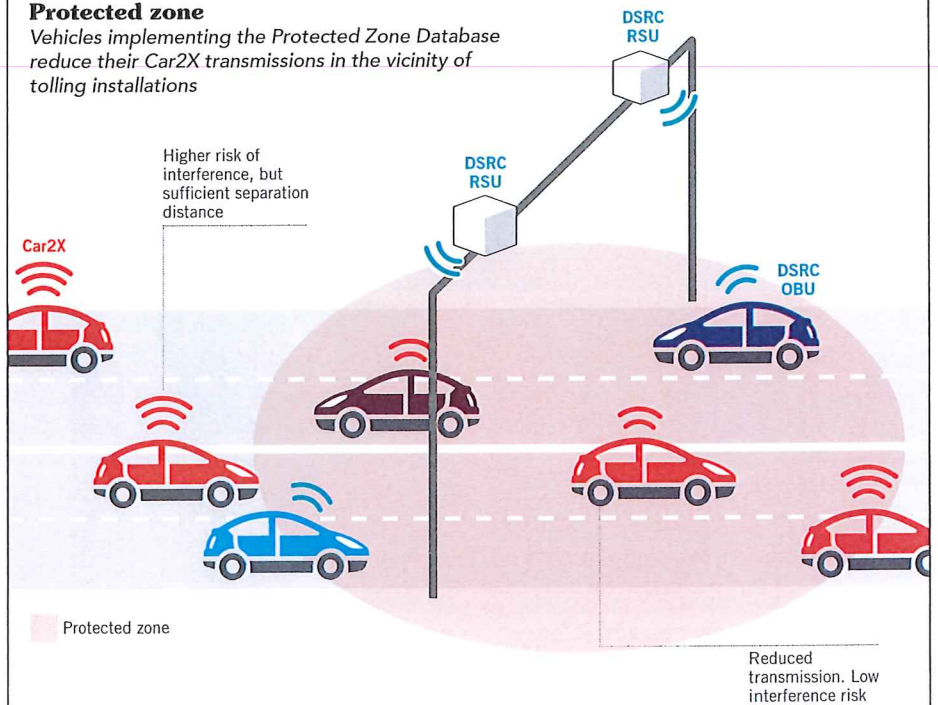 Protected zone
Vehicles implementing the Protected Zone Database
reduce their Car2X transmissions in the vicinity of
tolling installations
DSRC
RSU
Higher risk of
interference, but
sufficient separation
distance
DSRC
RSU
Car2X
DSRC
OBU
Protected zone
Reduced
transmission. Low
interference risk